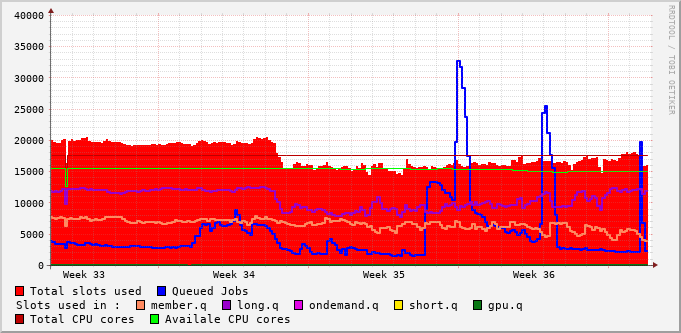 RRDTOOL / TOBI OETIKER
40000
35000
30000
25000
20000
15000
10000
5000
0
Week 33 Week 34 Week 35 Week 36
Total slots used Queued Jobs
Slots used in : member.q long.q ondemand.q short.q gpu.q
Total CPU cores Availale CPU cores